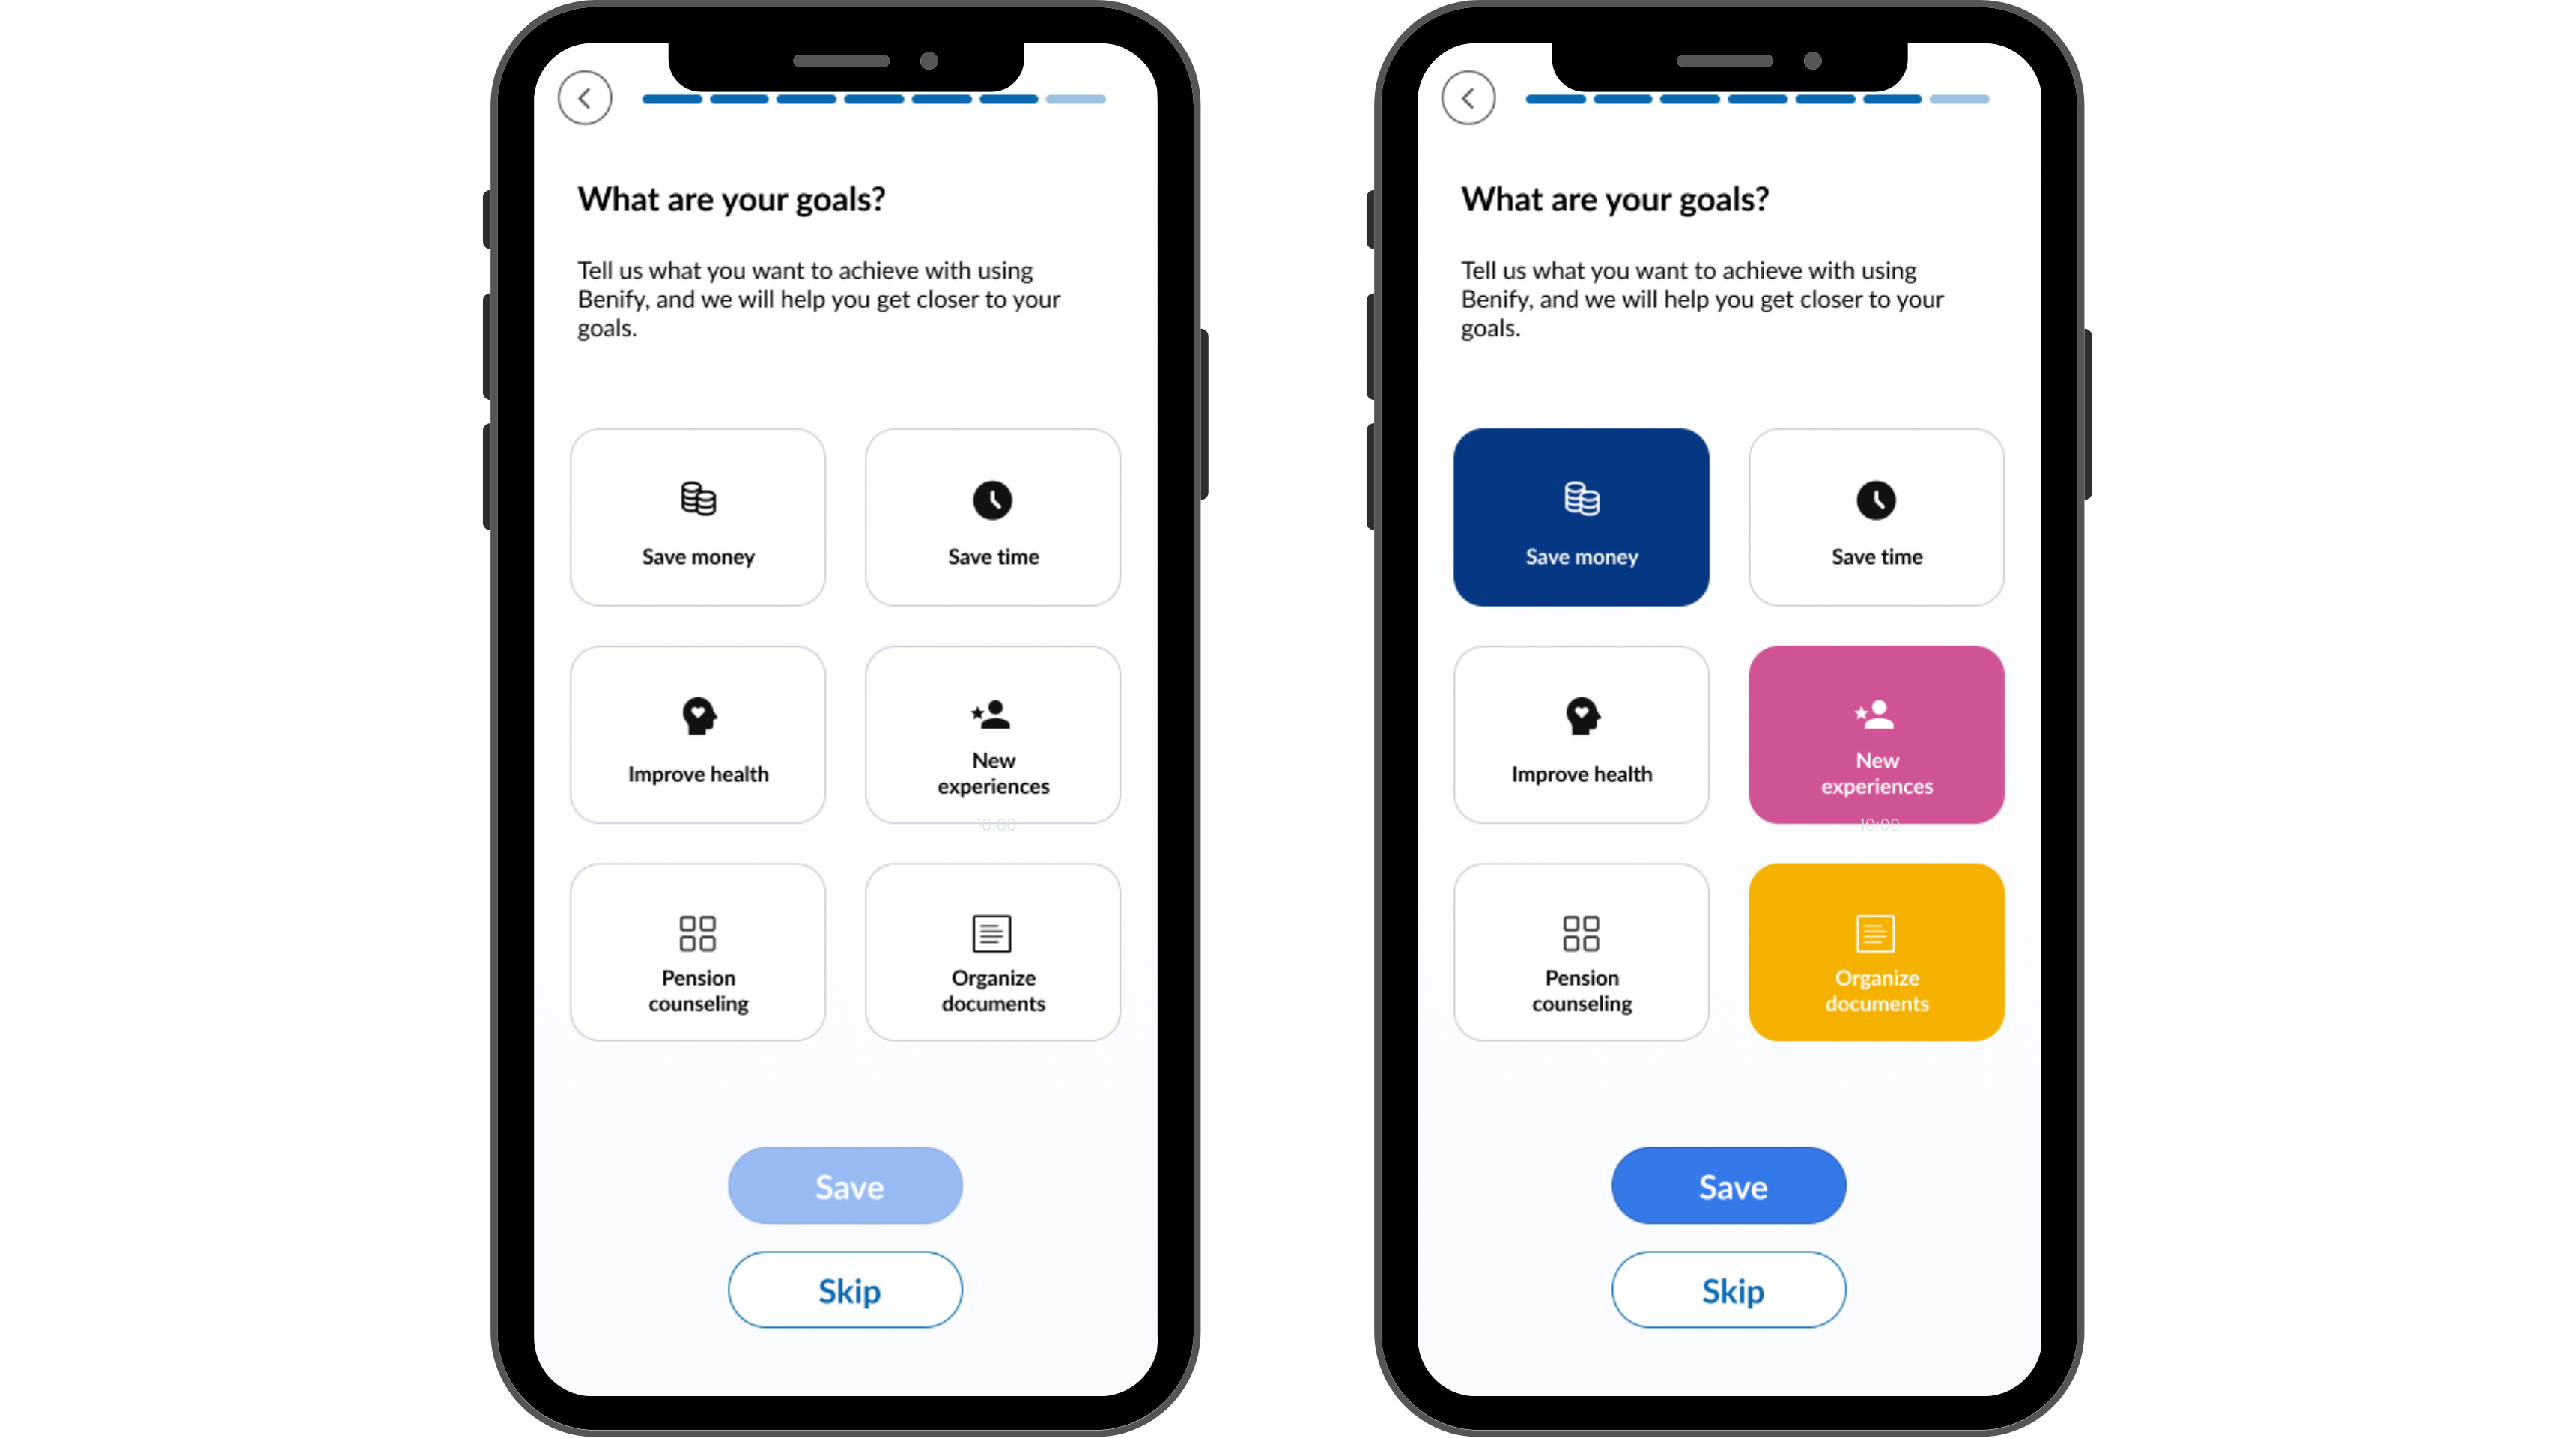 What are your goals?
Tell us what you want to achieve with using
Benify, and we will help you get closer to your
goals.
Save money
Save time
Improve health
New
experiences
10:00
Pension
counseling
Organize
documents
Save
Skip
What are your goals?
Tell us what you want to achieve with using
Benify, and we will help you get closer to your
goals.
Save money
Save time
Improve health
New
experiences
10:00
Pension
counseling
Organize
documents
Save
Skip